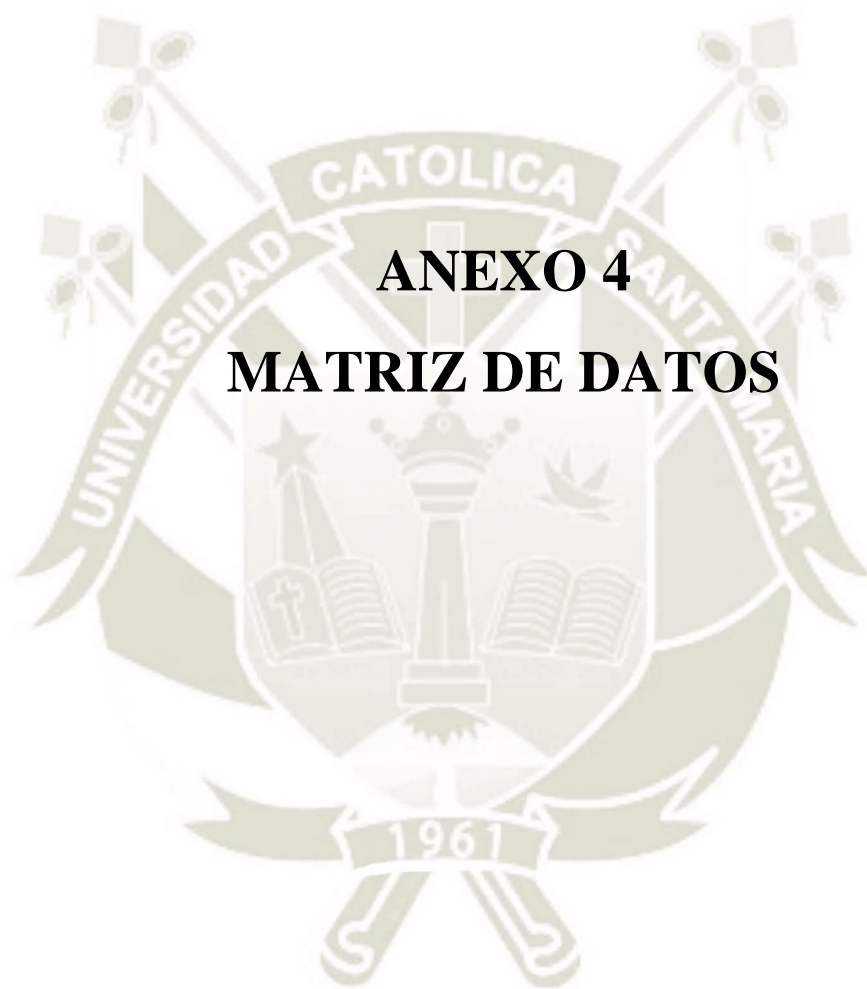 CATOLICA
UNIVERSIDAD
SANTA MARIA
ANEXO 4
MATRIZ DE DATOS
1961